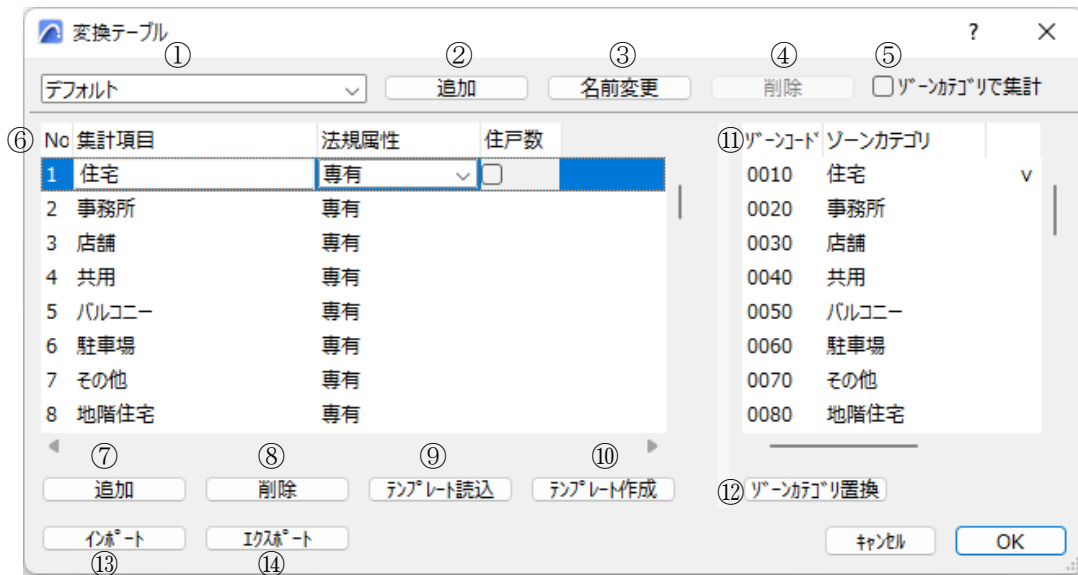 変換テーブル ? ×
① ② ③ ④ ⑤
デフォルト 追加 名前変更 削除 ゾーンカテゴリで集計
⑥ No 集計項目 法規属性 住戸数 ⑪ ゾーンコード ゾーンカテゴリ
1 住宅 専有 0010 住宅 v
2 事務所 専有 0020 事務所
3 店舗 専有 0030 店舗
4 共用 専有 0040 共用
5 バルコニー 専有 0050 バルコニー
6 駐車場 専有 0060 駐車場
7 その他 専有 0070 その他
8 地階住宅 専有 0080 地階住宅
⑦ ⑧ ⑨ ⑩
追加 削除 テンプレート読込 テンプレート作成 ⑫ ゾーンカテゴリ置換
インポート エクスポート キャンセル OK
⑬ ⑭